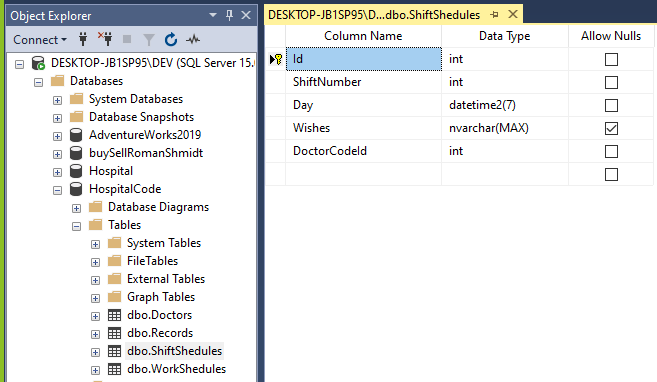 Object Explorer
Connect
DESKTOP-JB1SP95\DEV (SQL Server 15.0
Databases
System Databases
Database Snapshots
AdventureWorks2019
buySellRomanShmidt
Hospital
HospitalCode
Database Diagrams
Tables
System Tables
FileTables
External Tables
Graph Tables
dbo.Doctors
dbo.Records
dbo.ShiftShedules
dbo.WorkShedules
DESKTOP-JB1SP95\D...dbo.ShiftShedules
Column Name Data Type Allow Nulls
Id int
ShiftNumber int
Day datetime2(7)
Wishes nvarchar(MAX)
DoctorCodeId int